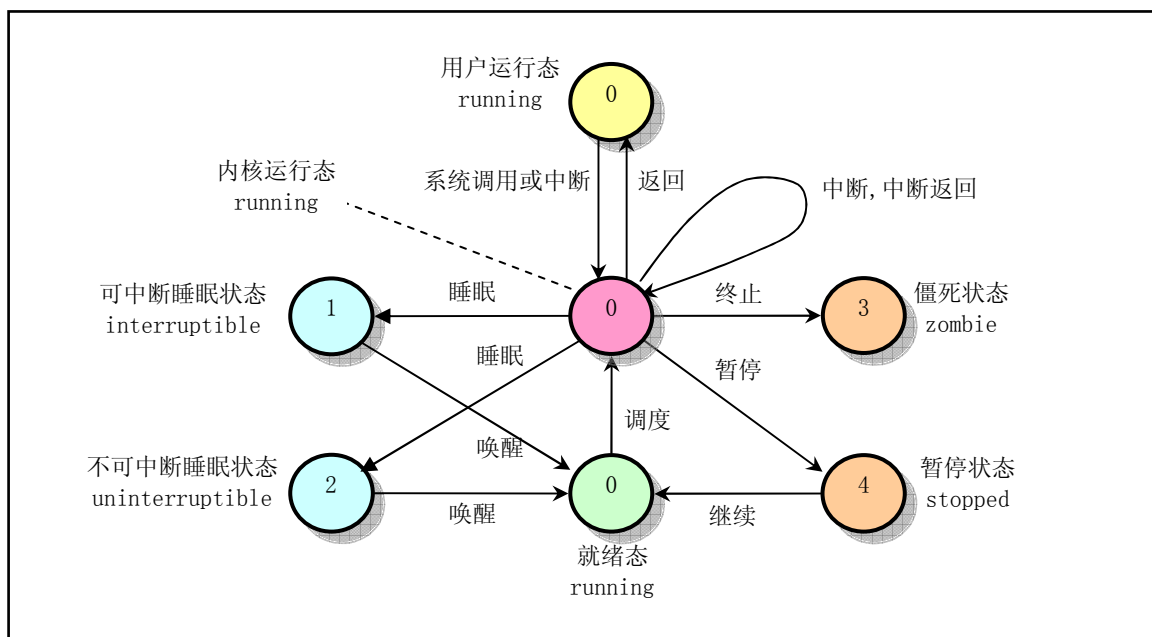 用户运行态
running
0
内核运行态
running
系统调用或中断
返回
中断,中断返回
可中断睡眠状态
interruptible
1
睡眠
0
终止
3
僵死状态
zombie
睡眠
暂停
调度
唤醒
不可中断睡眠状态
uninterruptible
2
唤醒
0
继续
4
暂停状态
stopped
就绪态
running